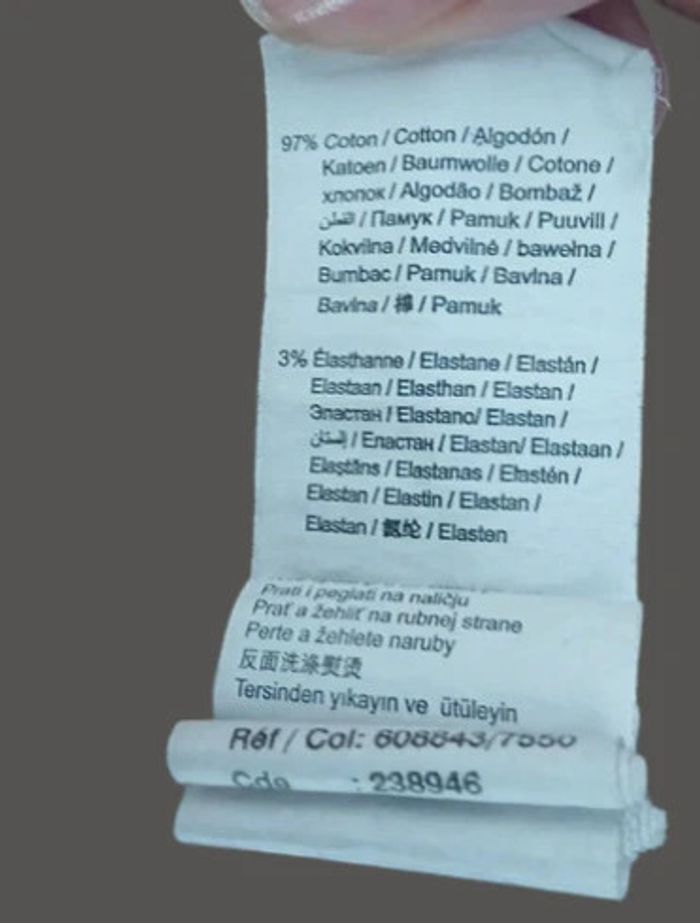 97% Coton / Cotton / Algodón /
Katoen / Baumwolle / Cotone /
хлопок / Algodão / Bombaž /
القطن / Памук / Pamuk / Puuvill /
Kokvilna / Medvilnė / bawełna /
Bumbac / Pamuk / Bavlna /
Bavlna / 棉 / Pamuk
3% Élasthanne / Elastane / Elastán /
Elastaan / Elasthan / Elastan /
Эластан / Elastano/ Elastan /
إلستان / Еластан / Elastan/ Elastaan /
Elastāns / Elastanas / Elastén /
Elastan / Elastin / Elastan /
Elastan / 氨纶 / Elasten
Prati i peglati na naličju
Prať a žehliť na rubnej strane
Perte a žehlete naruby
反面洗涤熨烫
Tersinden yıkayın ve ütüleyin
Réf / Col: 608843/7550
Cde : 238946